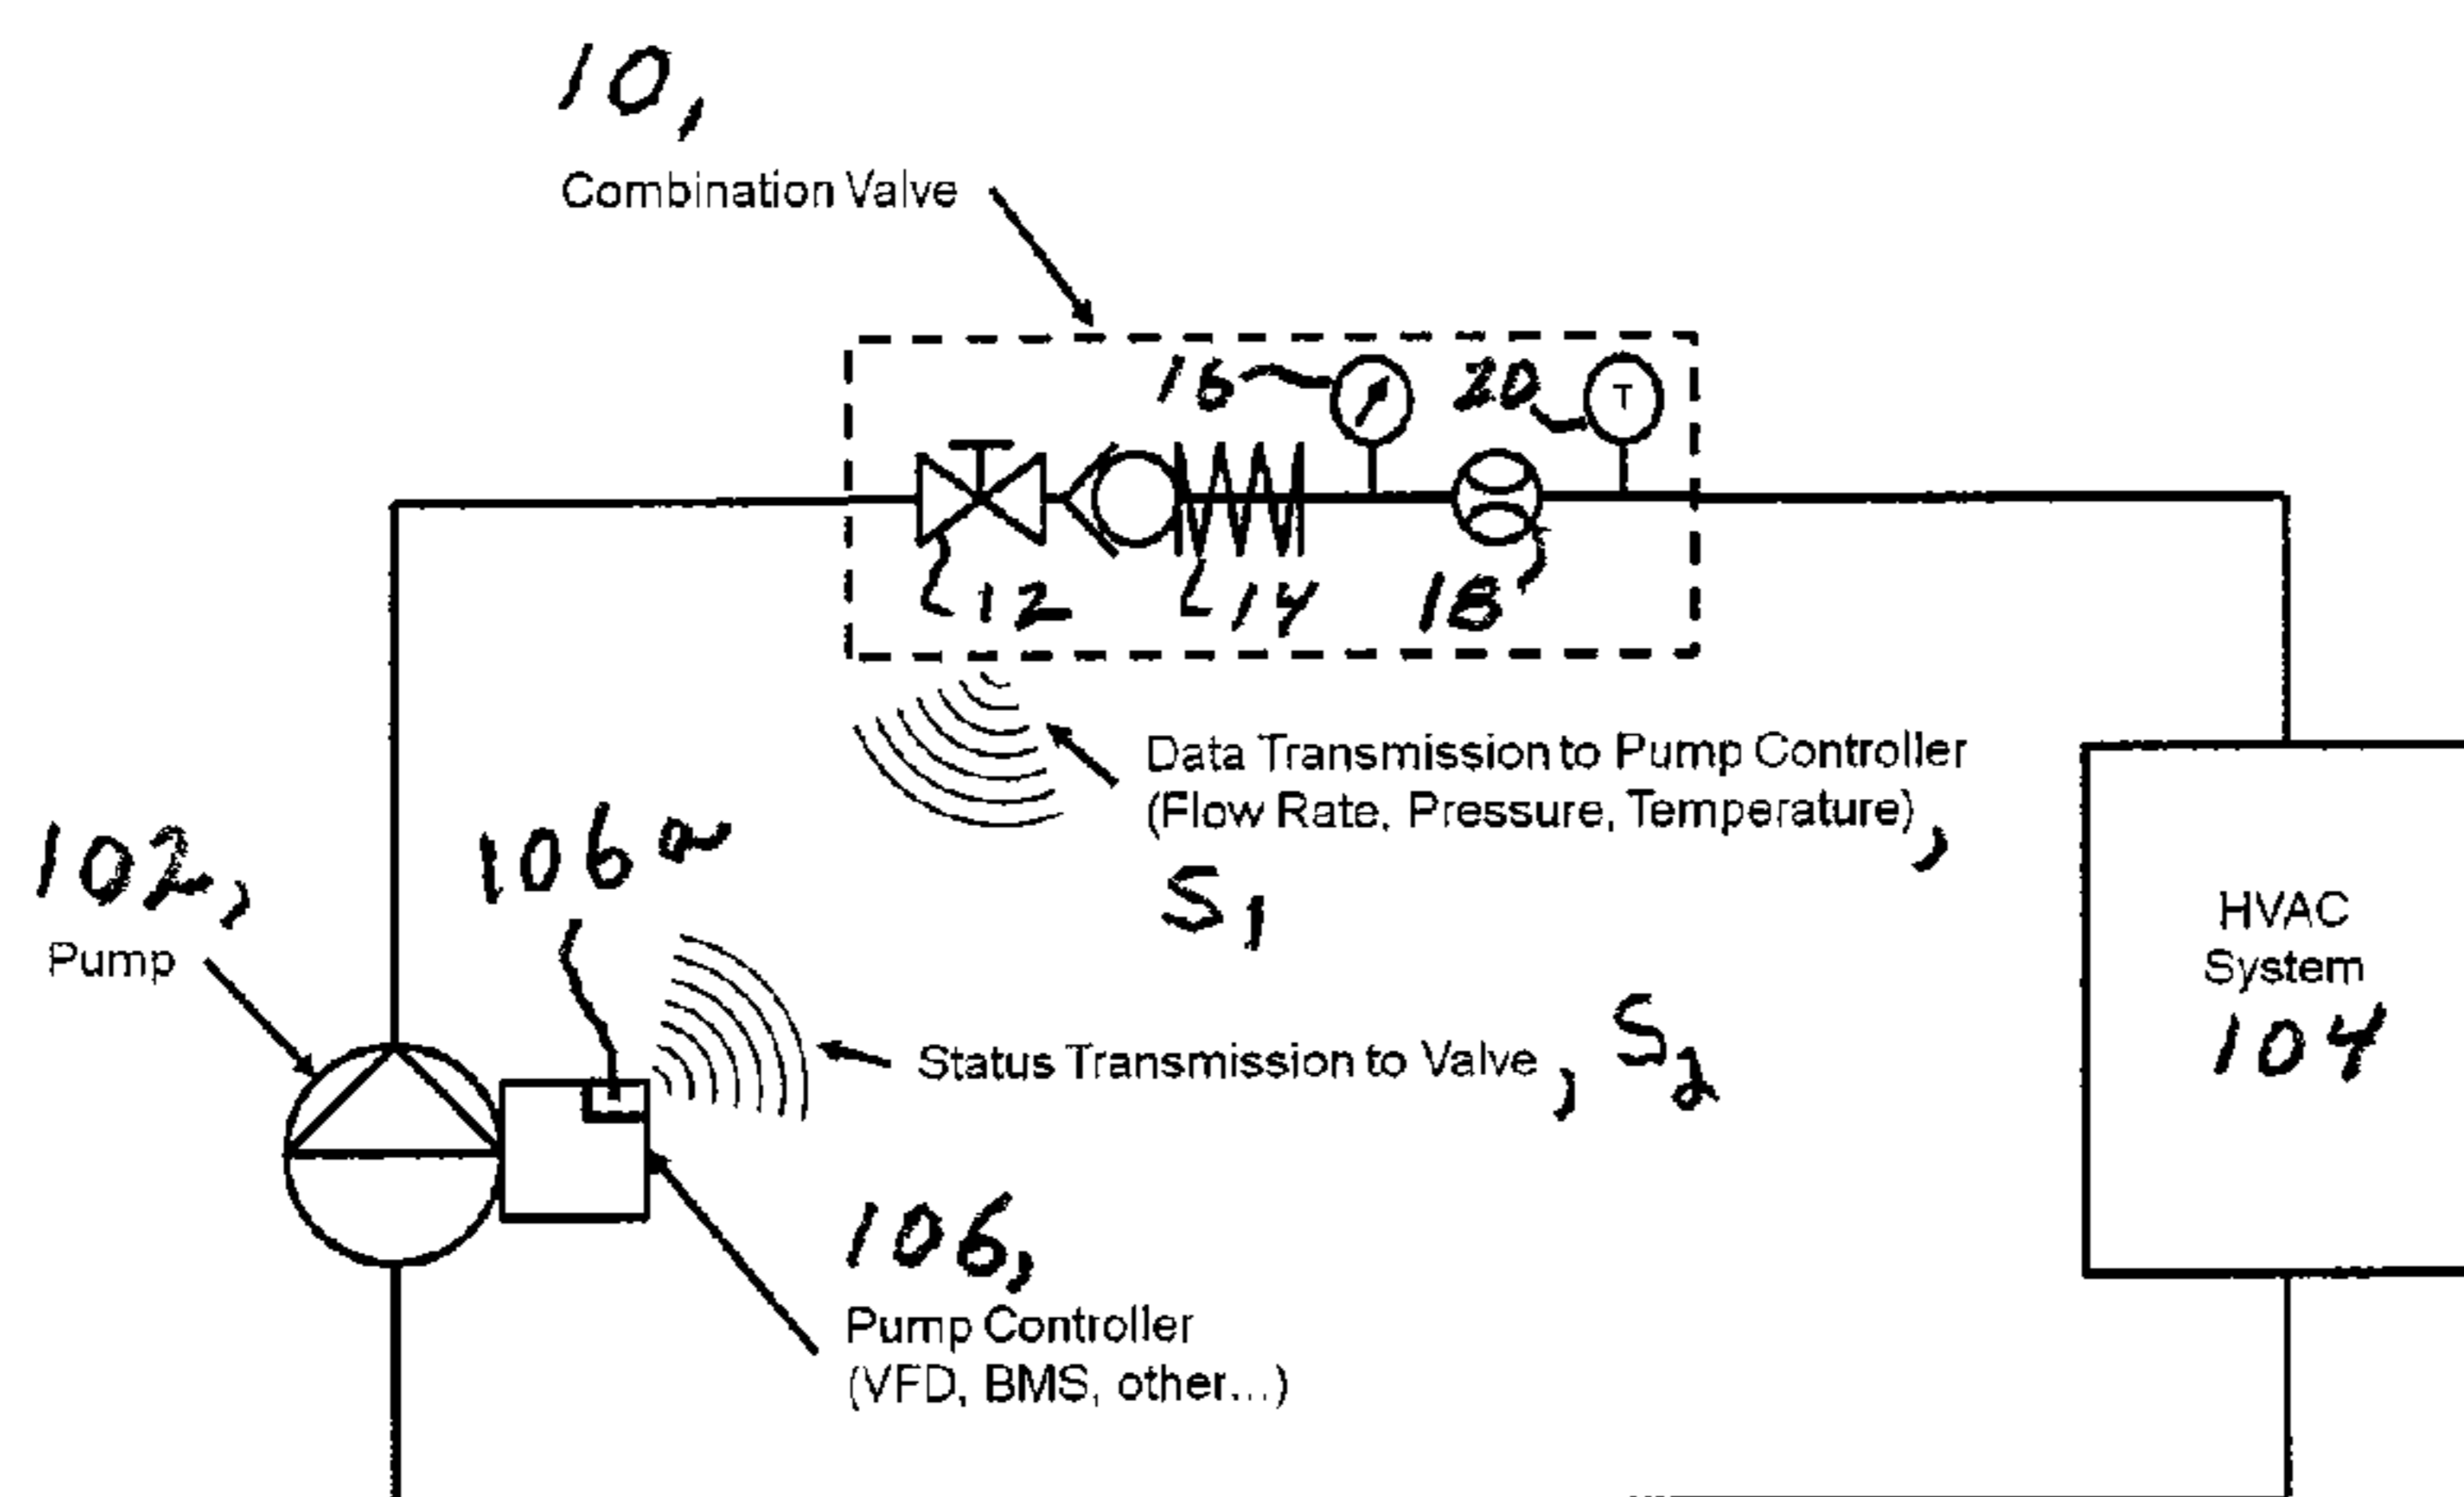 10,
Combination Valve
16
20
T
12
14
18
Data Transmission to Pump Controller
(Flow Rate, Pressure, Temperature),
S1
102,
Pump
106a
HVAC
System
104
Status Transmission to Valve, S2
106,
Pump Controller
(VFD, BMS, other...)